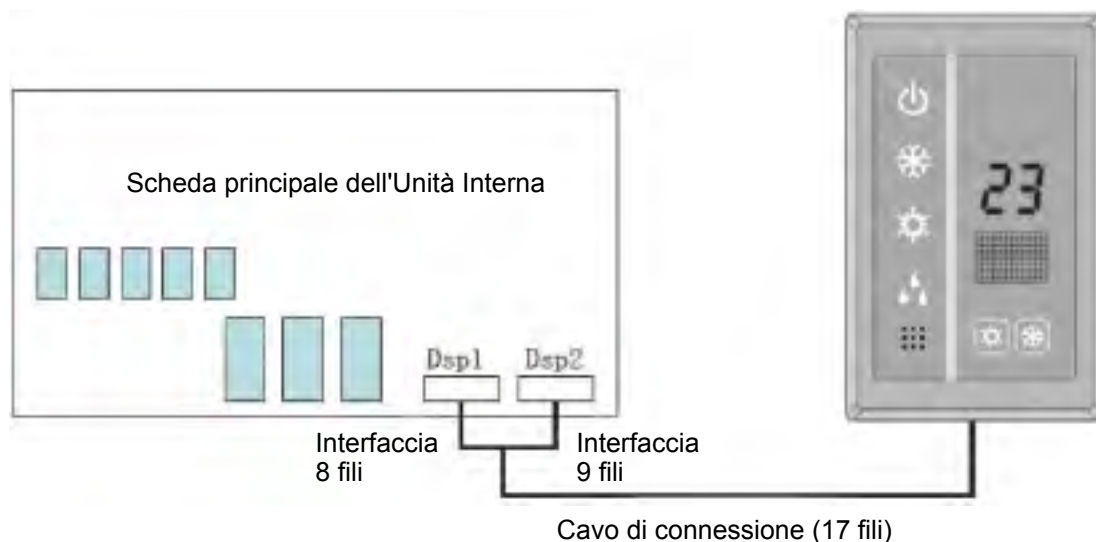 Scheda principale dell'Unità Interna
23
Dsp1 Dsp2
Interfaccia
8 fili
Interfaccia
9 fili
Cavo di connessione (17 fili)